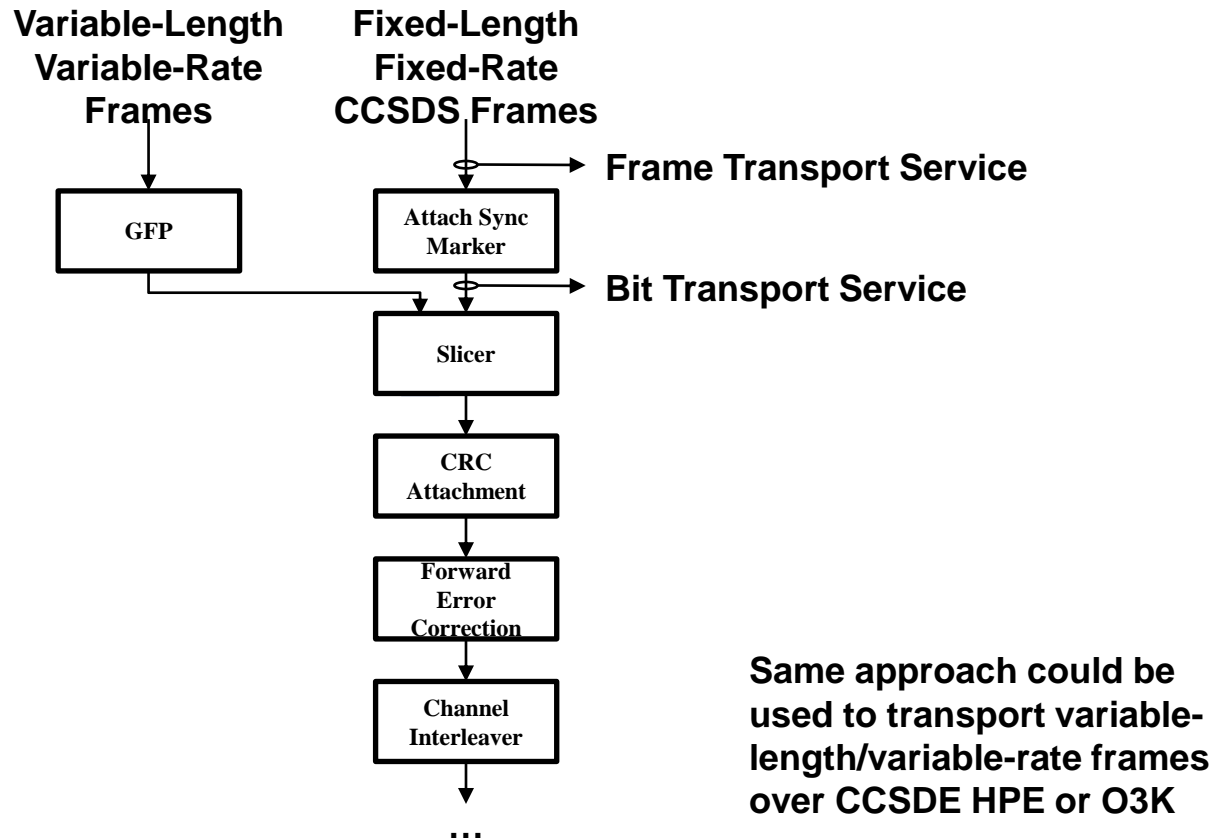 Variable-Length
Variable-Rate
Frames
Fixed-Length
Fixed-Rate
CCSDS Frames
Frame Transport Service
GFP
Attach Sync
Marker
Bit Transport Service
Slicer
CRC
Attachment
Forward
Error
Correction
Channel
Interleaver
...
Same approach could be
used to transport variable-
length/variable-rate frames
over CCSDE HPE or O3K